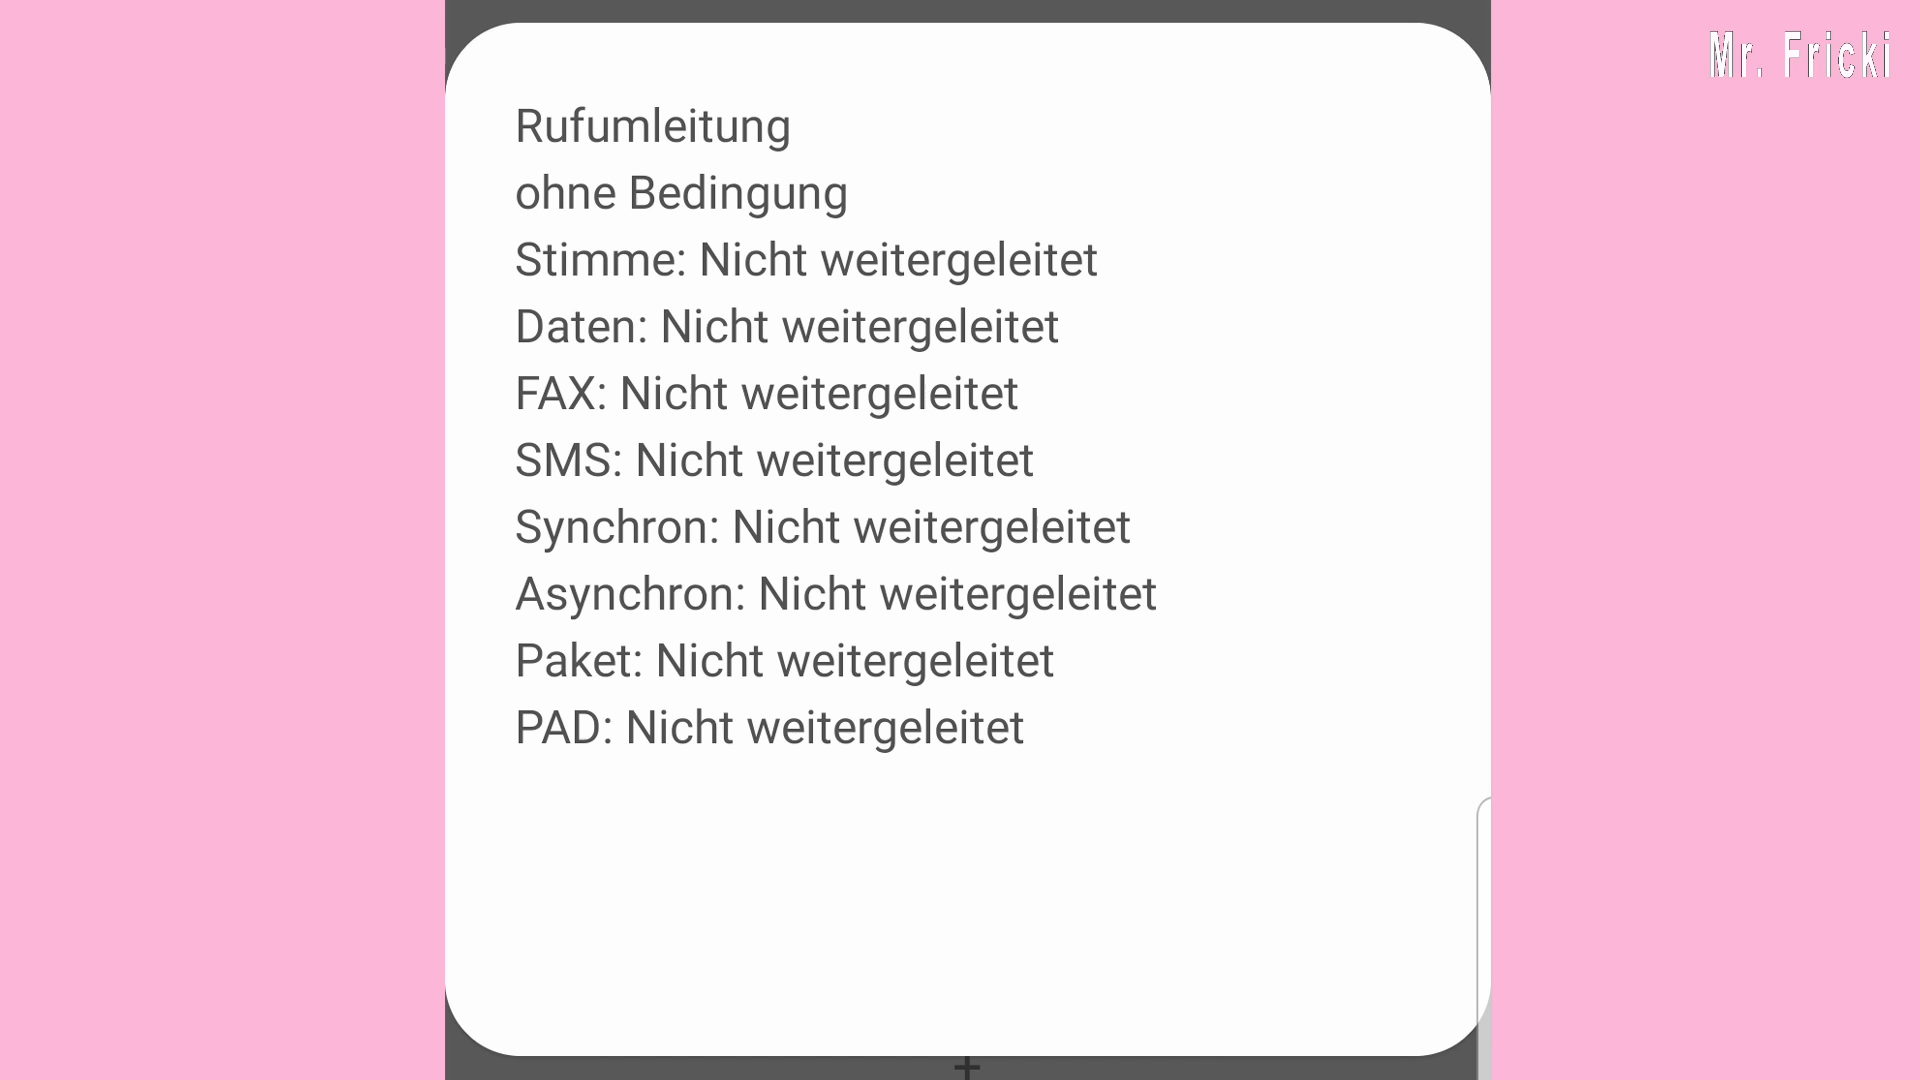 Mr. Fricki
Rufumleitung
ohne Bedingung
Stimme: Nicht weitergeleitet
Daten: Nicht weitergeleitet
FAX: Nicht weitergeleitet
SMS: Nicht weitergeleitet
Synchron: Nicht weitergeleitet
Asynchron: Nicht weitergeleitet
Paket: Nicht weitergeleitet
PAD: Nicht weitergeleitet